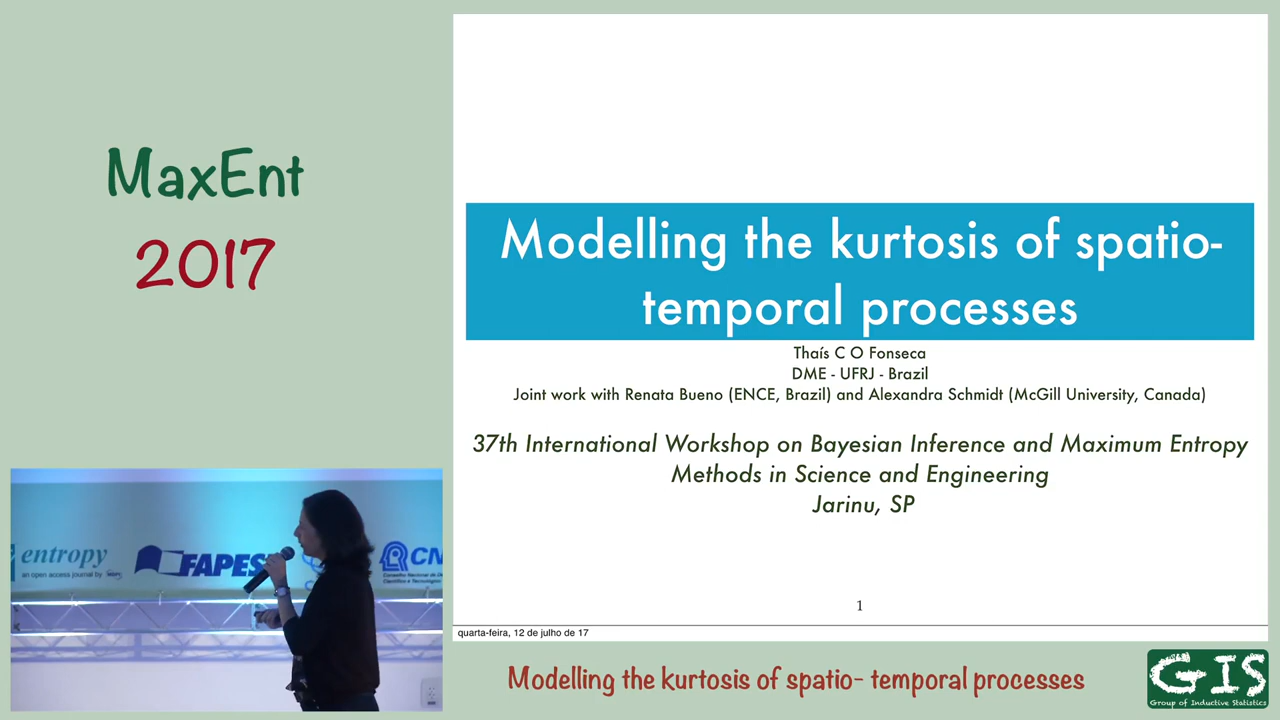 MaxEnt
2017
Modelling the kurtosis of spatio-
temporal processes
Thaís C O Fonseca
DME - UFRJ - Brazil
Joint work with Renata Bueno (ENCE, Brazil) and Alexandra Schmidt (McGill University, Canada)
37th International Workshop on Bayesian Inference and Maximum Entropy
Methods in Science and Engineering
Jarinu, SP
1
quarta-feira, 12 de julho de 17
entropy
an open access journal by
FAPES
CN
Modelling the kurtosis of spatio- temporal processes
GIS
Group of Inductive Statistics